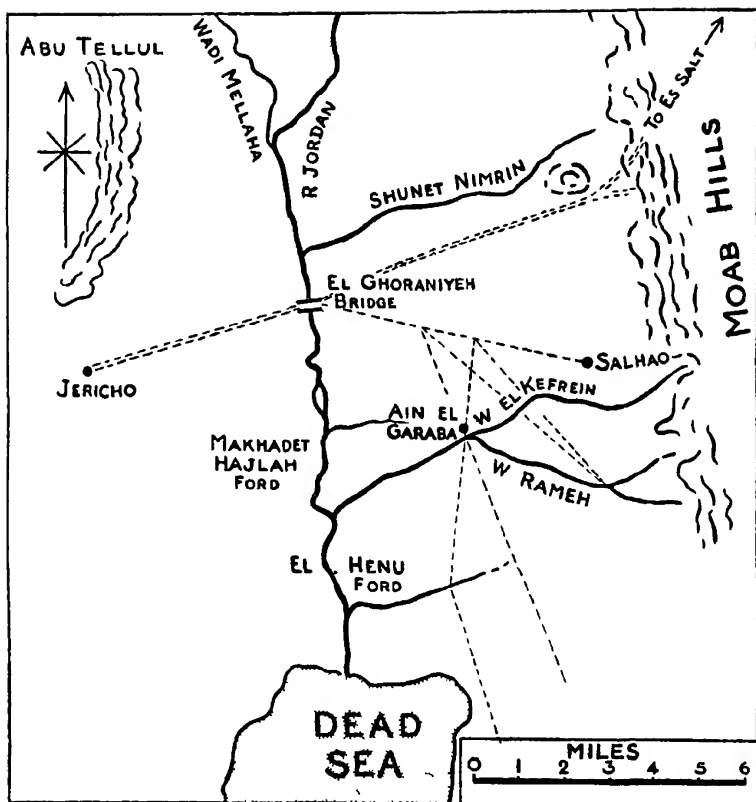 ABU TELLUL
WADI MELLAHA
R JORDAN
TO ES SALT
SHUNET NIMRIN
MOAB HILLS
EL GHORANIYEH
BRIDGE
JERICHO
SALHAO
AIN EL
GARABA
W EL KEFREIN
MAKHADET
HAJLAH
FORD
W RAMEH
EL HENU
FORD
DEAD
SEA
MILES
0 1 2 3 4 5 6